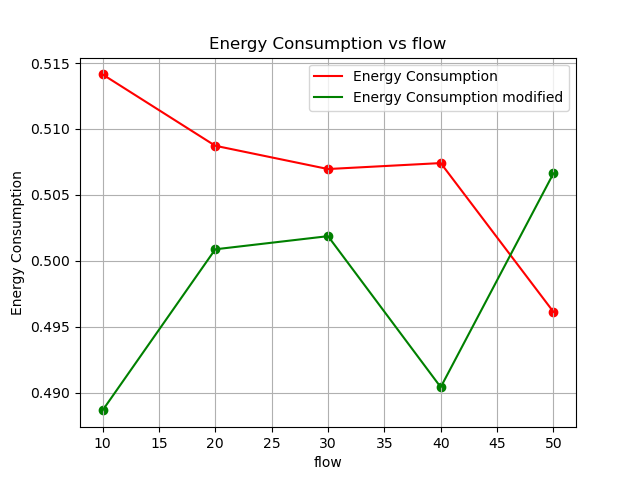 Energy Consumption vs flow
Energy Consumption
Energy Consumption modified
0.515
0.510
0.505
0.500
0.495
0.490
Energy Consumption
10 15 20 25 30 35 40 45 50
flow